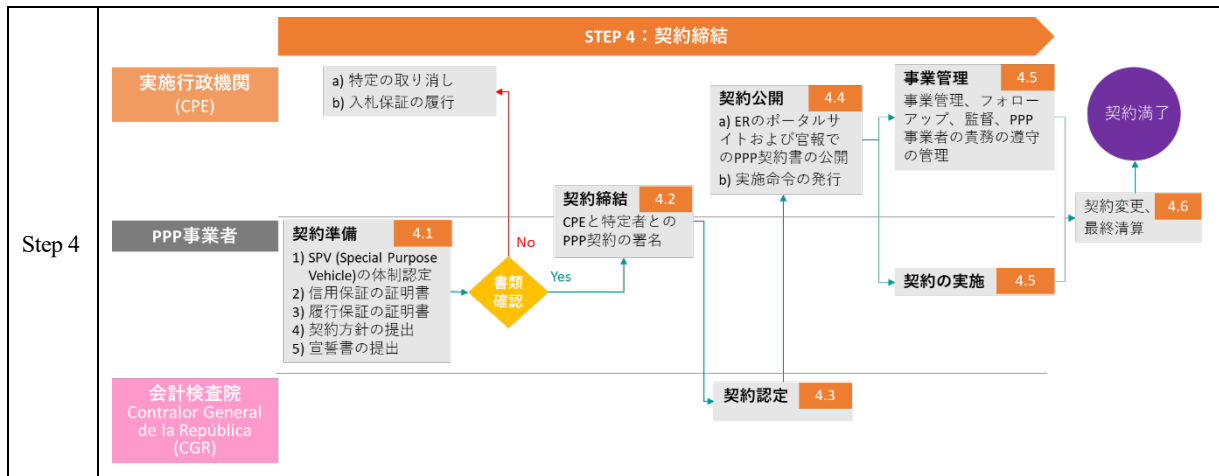 Step 4
STEP 4：契約締結
実施行政機関
(CPE)
a) 特定の取り消し
b) 入札保証の履行
契約公開
4.4
a) ERのポータルサ
イトおよび官報で
のPPP契約書の公開
b) 実施命令の発行
事業管理
4.5
事業管理、フォロー
アップ、監督、PPP
事業者の責務の遵守
の管理
契約満了
PPP事業者
契約準備
4.1
1) SPV (Special Purpose
Vehicle)の体制認定
2) 信用保証の証明書
3) 履行保証の証明書
4) 契約方針の提出
5) 宣誓書の提出
書類
確認
No
Yes
契約締結
4.2
CPEと特定者との
PPP契約の署名
契約の実施
4.5
契約変更、
最終清算
4.6
会計検査院
Contralor General
de la República
(CGR)
契約認定
4.3